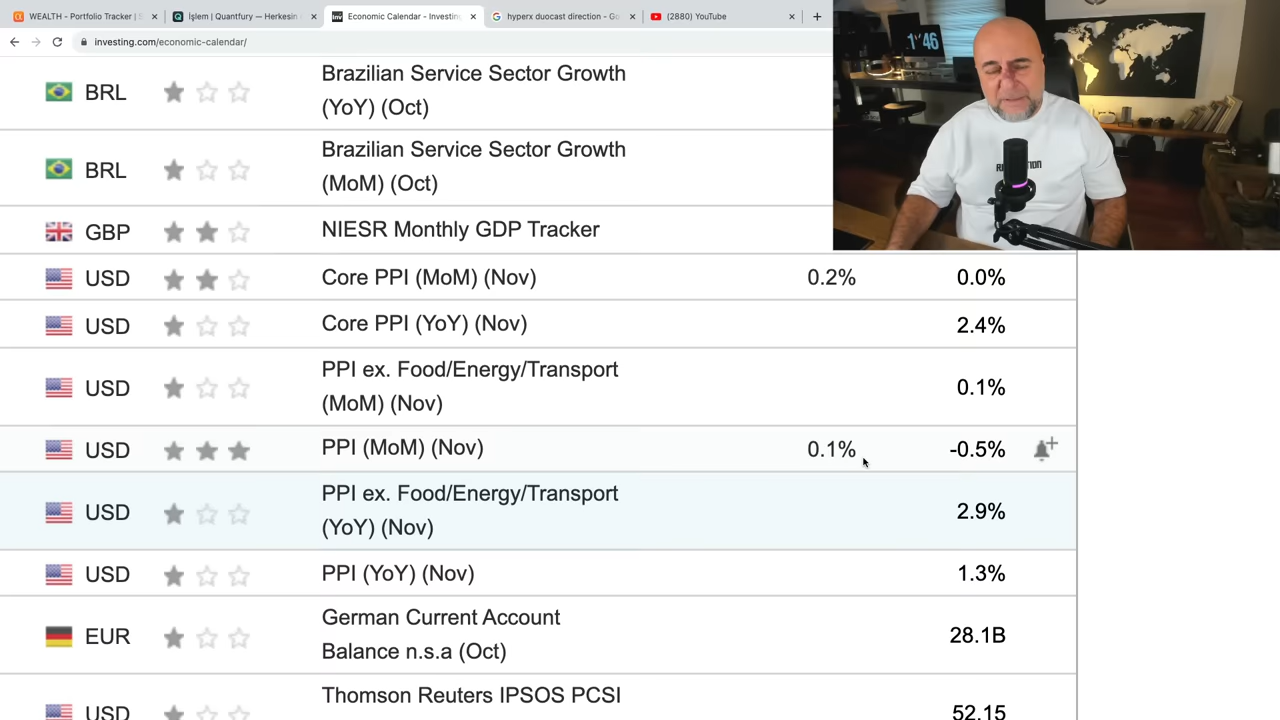 WEALTH - Portfolio Tracker |
İşlem | Quantfury — Herkesin
Economic Calendar - Investing
hyperx duocast direction - Go
(2880) YouTube
investing.com/economic-calendar/
BRL
Brazilian Service Sector Growth
(YoY) (Oct)
BRL
Brazilian Service Sector Growth
(MoM) (Oct)
GBP
NIESR Monthly GDP Tracker
USD
Core PPI (MoM) (Nov)
0.2%
0.0%
USD
Core PPI (YoY) (Nov)
2.4%
USD
PPI ex. Food/Energy/Transport
(MoM) (Nov)
0.1%
USD
PPI (MoM) (Nov)
0.1%
-0.5%
USD
PPI ex. Food/Energy/Transport
(YoY) (Nov)
2.9%
USD
PPI (YoY) (Nov)
1.3%
EUR
German Current Account
Balance n.s.a (Oct)
28.1B
USD
Thomson Reuters IPSOS PCSI
52.15